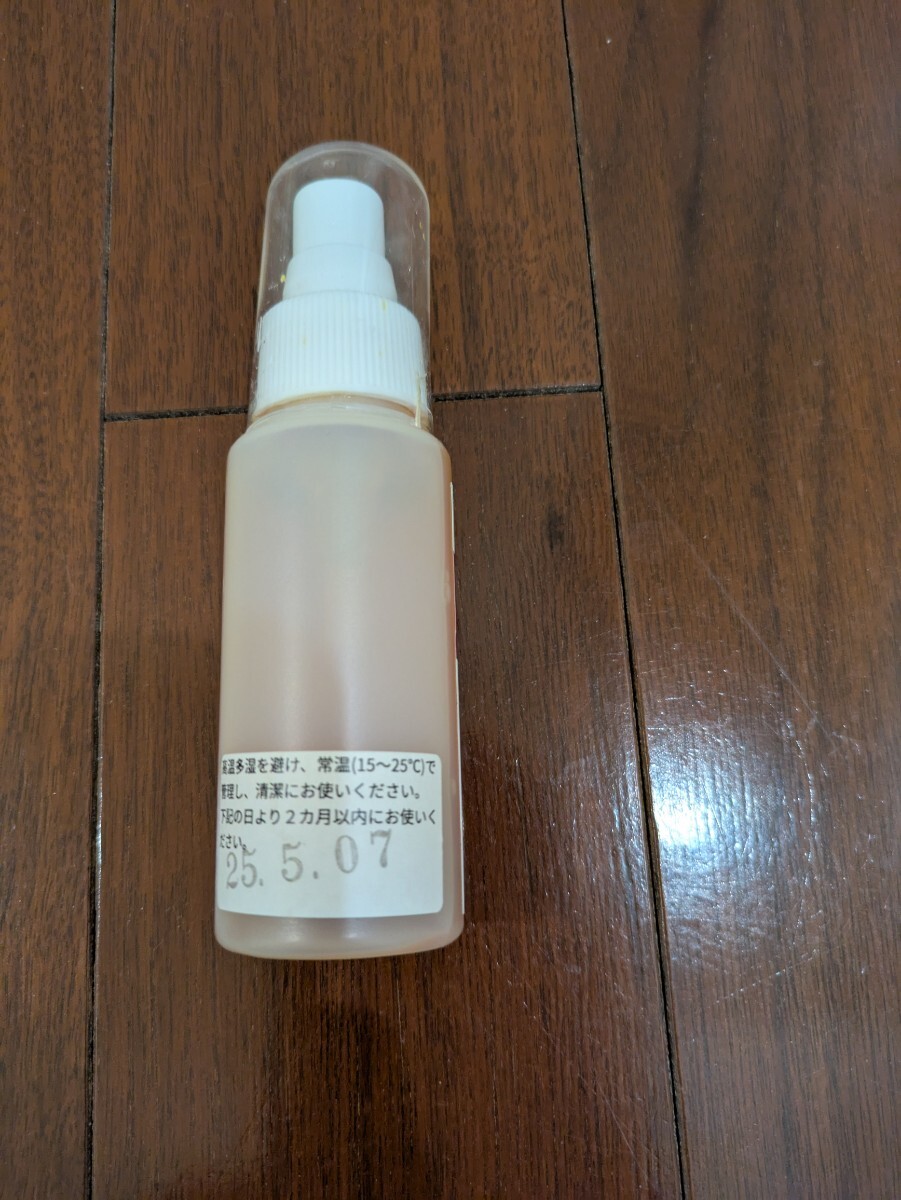 高温多湿を避け、常温(15～25℃)で
管理し、清潔にお使いください。
下記の日より２カ月以内にお使いく
ださい。
25. 5. 07